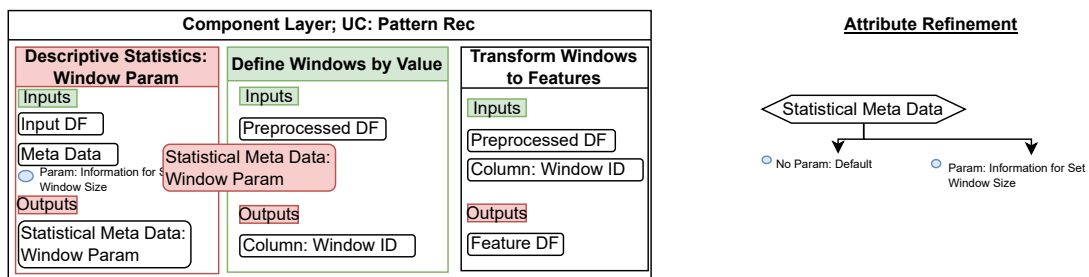 Component Layer; UC: Pattern Rec
Descriptive Statistics:
Window Param
Inputs
Input DF
Meta Data
Param: Information for S
Window Size
Outputs
Statistical Meta Data:
Window Param
Define Windows by Value
Inputs
Preprocessed DF
Statistical Meta Data:
Window Param
Outputs
Column: Window ID
Transform Windows
to Features
Inputs
Preprocessed DF
Column: Window ID
Outputs
Feature DF
Attribute Refinement
Statistical Meta Data
No Param: Default
Param: Information for Set
Window Size